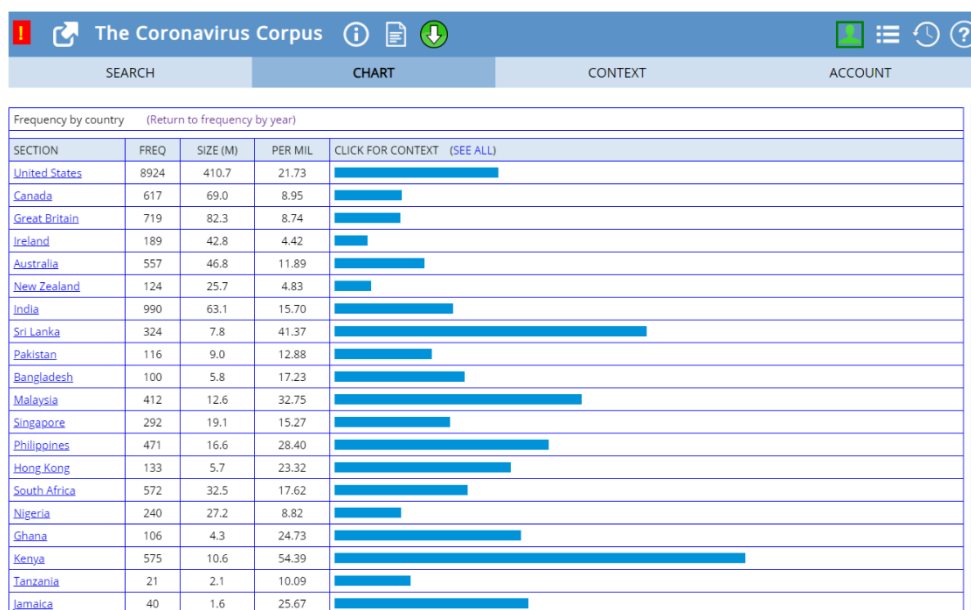 ! The Coronavirus Corpus
SEARCH CHART CONTEXT ACCOUNT
Frequency by country (Return to frequency by year)
SECTION FREQ SIZE (M) PER MIL CLICK FOR CONTEXT (SEE ALL)
United States 8924 410.7 21.73
Canada 617 69.0 8.95
Great Britain 719 82.3 8.74
Ireland 189 42.8 4.42
Australia 557 46.8 11.89
New Zealand 124 25.7 4.83
India 990 63.1 15.70
Sri Lanka 324 7.8 41.37
Pakistan 116 9.0 12.88
Bangladesh 100 5.8 17.23
Malaysia 412 12.6 32.75
Singapore 292 19.1 15.27
Philippines 471 16.6 28.40
Hong Kong 133 5.7 23.32
South Africa 572 32.5 17.62
Nigeria 240 27.2 8.82
Ghana 106 4.3 24.73
Kenya 575 10.6 54.39
Tanzania 21 2.1 10.09
Jamaica 40 1.6 25.67